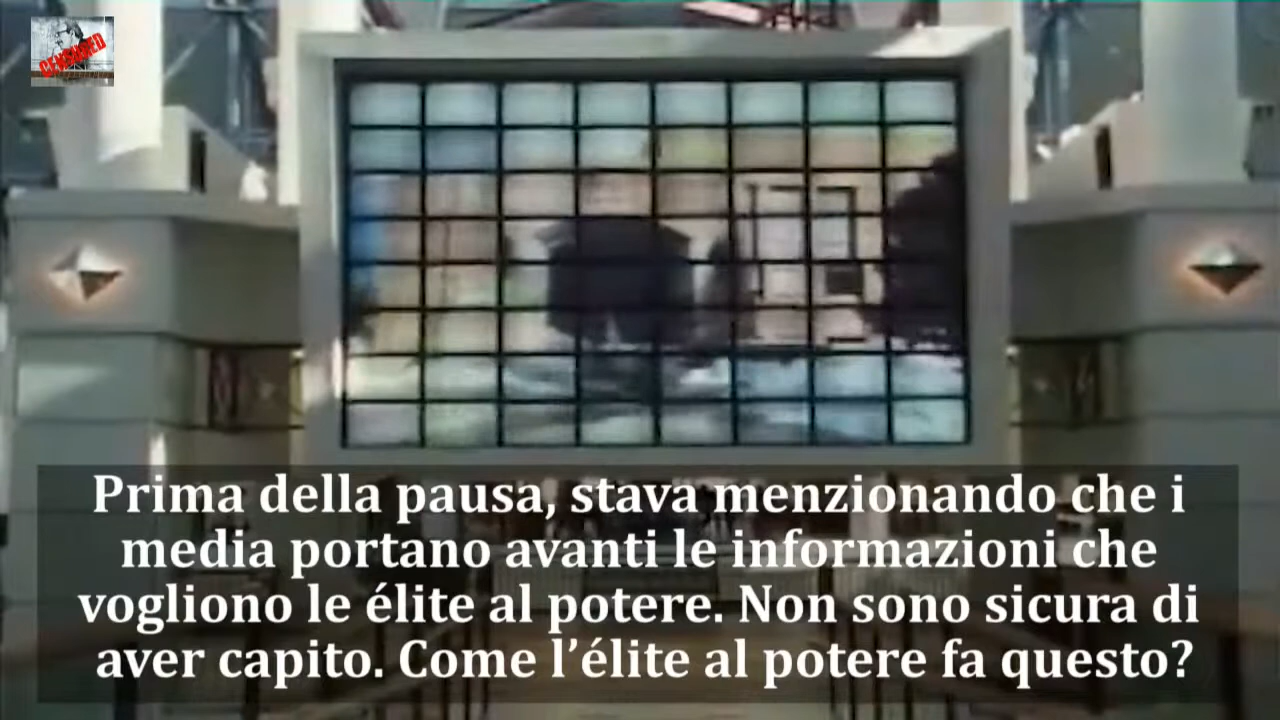 CENSORED
Prima della pausa, stava menzionando che i
media portano avanti le informazioni che
vogliono le élite al potere. Non sono sicura di
aver capito. Come l’élite al potere fa questo?